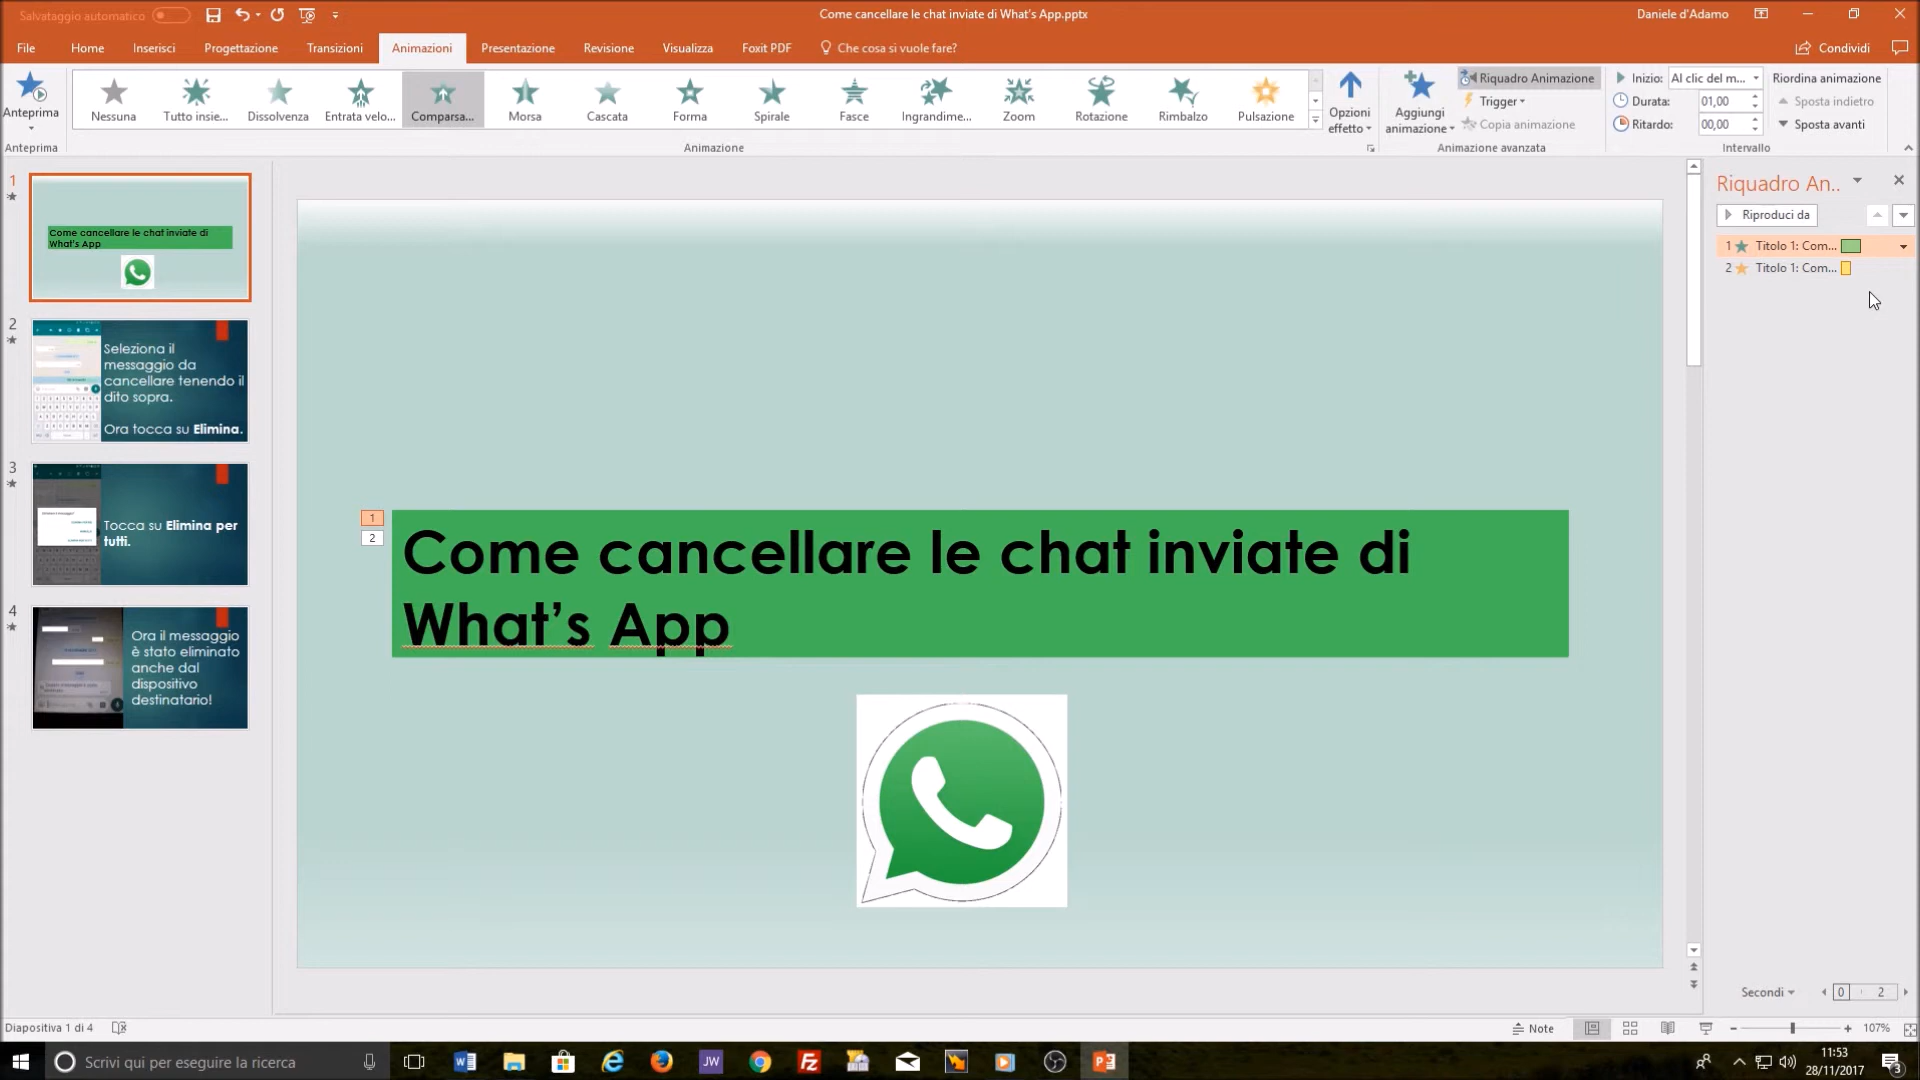 Salvataggio automatico
Come cancellare le chat inviate di What's App.pptx
Daniele d'Adamo
File Home Inserisci Progettazione Transizioni Animazioni Presentazione Revisione Visualizza Foxit PDF Che cosa si vuole fare? Condividi
Anteprima
Nessuna Tutto insie... Dissolvenza Entrata velo... Comparsa... Morsa Cascata Forma Spirale Fasce Ingrandime... Zoom Rotazione Rimbalzo Pulsazione
Opzioni effetto
Aggiungi animazione
Riquadro Animazione
Trigger
Copia animazione
Inizio: Al clic del m...
Durata: 01,00
Ritardo: 00,00
Riordina animazione
Sposta indietro
Sposta avanti
Anteprima Animazione Animazione avanzata Intervallo
1
Come cancellare le chat inviate di
What's App
2
Seleziona il
messaggio da
cancellare tenendo il
dito sopra.
Ora tocca su Elimina.
3
Tocca su Elimina per
tutti.
4
Ora il messaggio
è stato eliminato
anche dal
dispositivo
destinatario!
1
2
Come cancellare le chat inviate di
What’s App
Riquadro An..
Riproduci da
1 Titolo 1: Com...
2 Titolo 1: Com...
Secondi 0 2
Diapositiva 1 di 4
Note
107%
Scrivi qui per eseguire la ricerca
JW
11:53
28/11/2017
3